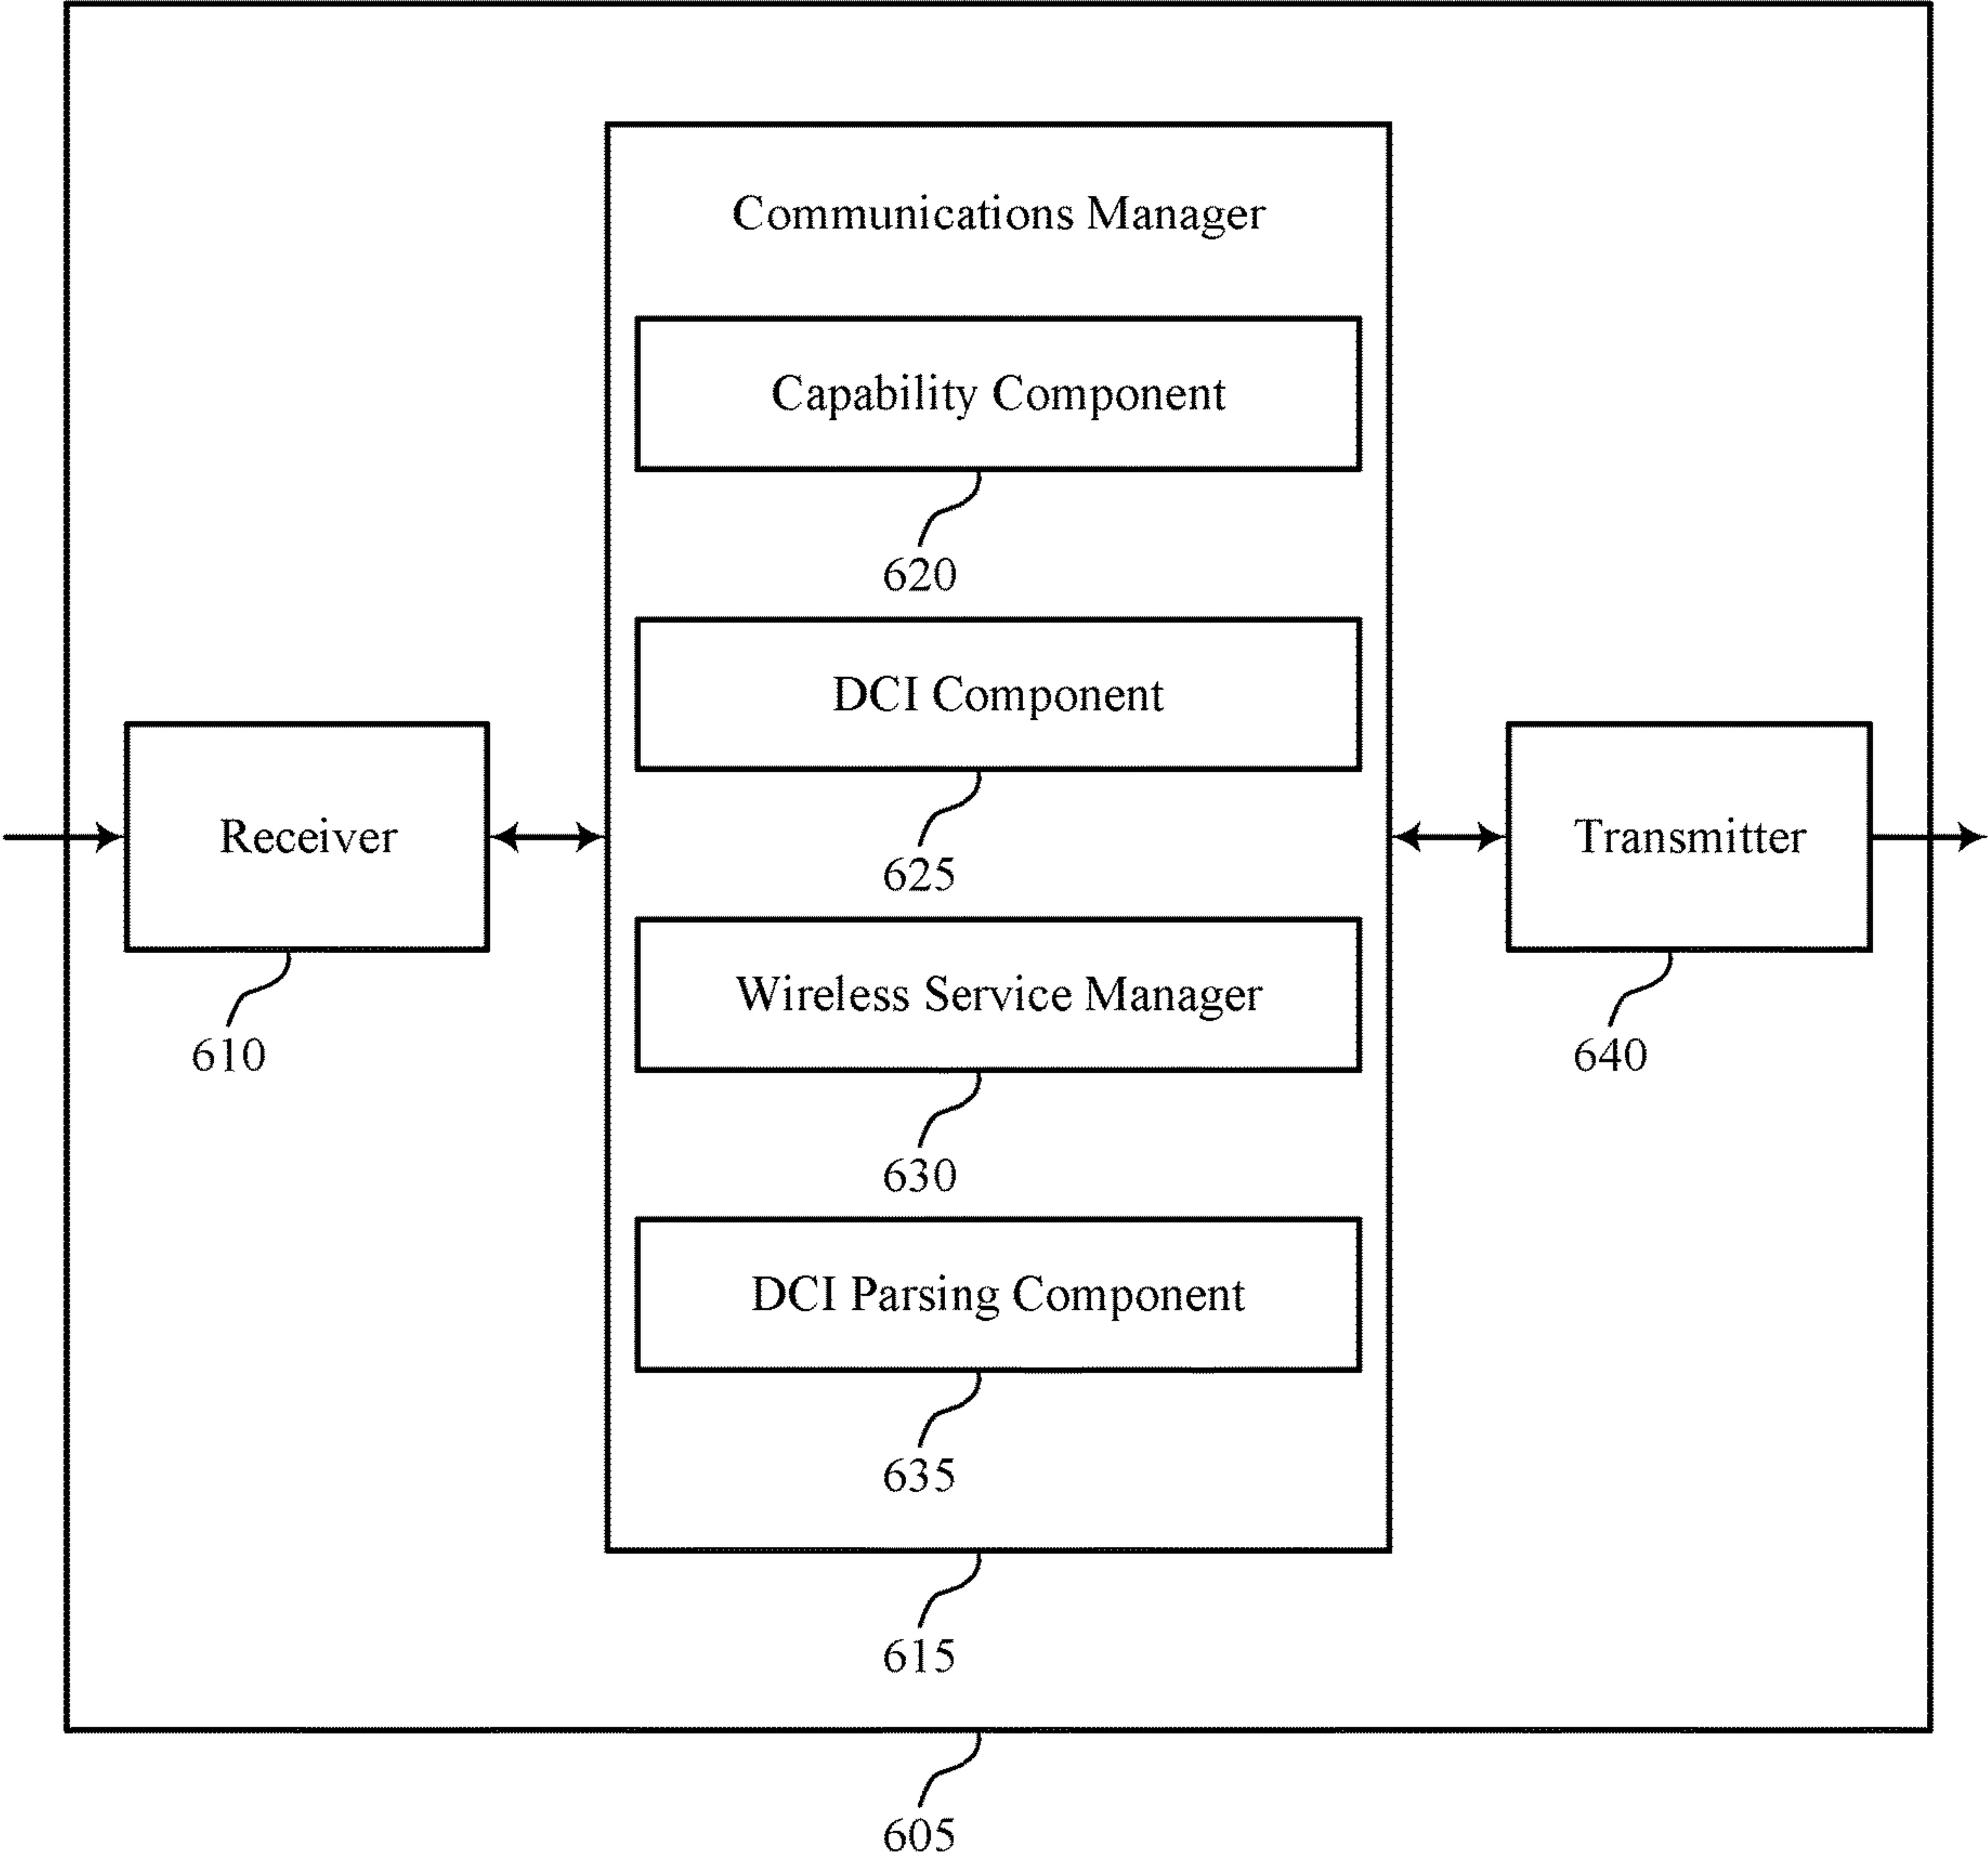 Communications Manager
Capability Component
620
DCI Component
625
Receiver
610
Transmitter
640
Wireless Service Manager
630
DCI Parsing Component
635
615
605